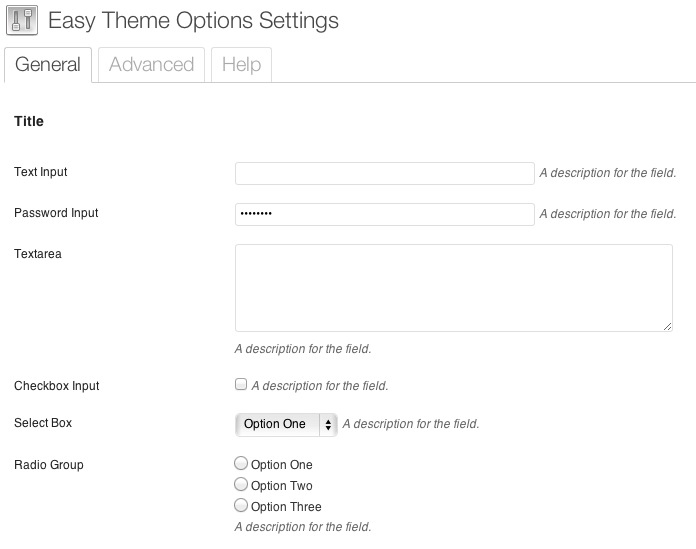 Easy Theme Options Settings
General Advanced Help
Title
Text Input A description for the field.
Password Input •••••••• A description for the field.
Textarea
A description for the field.
Checkbox Input A description for the field.
Select Box Option One A description for the field.
Radio Group Option One
Option Two
Option Three
A description for the field.